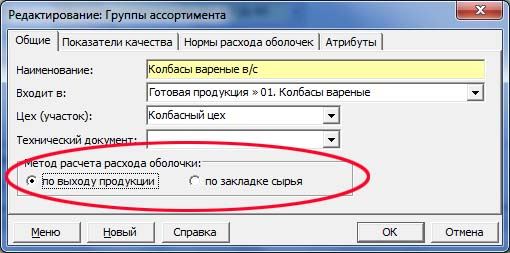 Редактирование: Группы ассортимента
Общие Показатели качества Нормы расхода оболочек Атрибуты
Наименование: Колбасы вареные в/с
Входит в: Готовая продукция » 01. Колбасы вареные
Цех (участок): Колбасный цех
Технический документ:
Метод расчета расхода оболочки:
по выходу продукции по закладке сырья
Меню Новый Справка OK Отмена